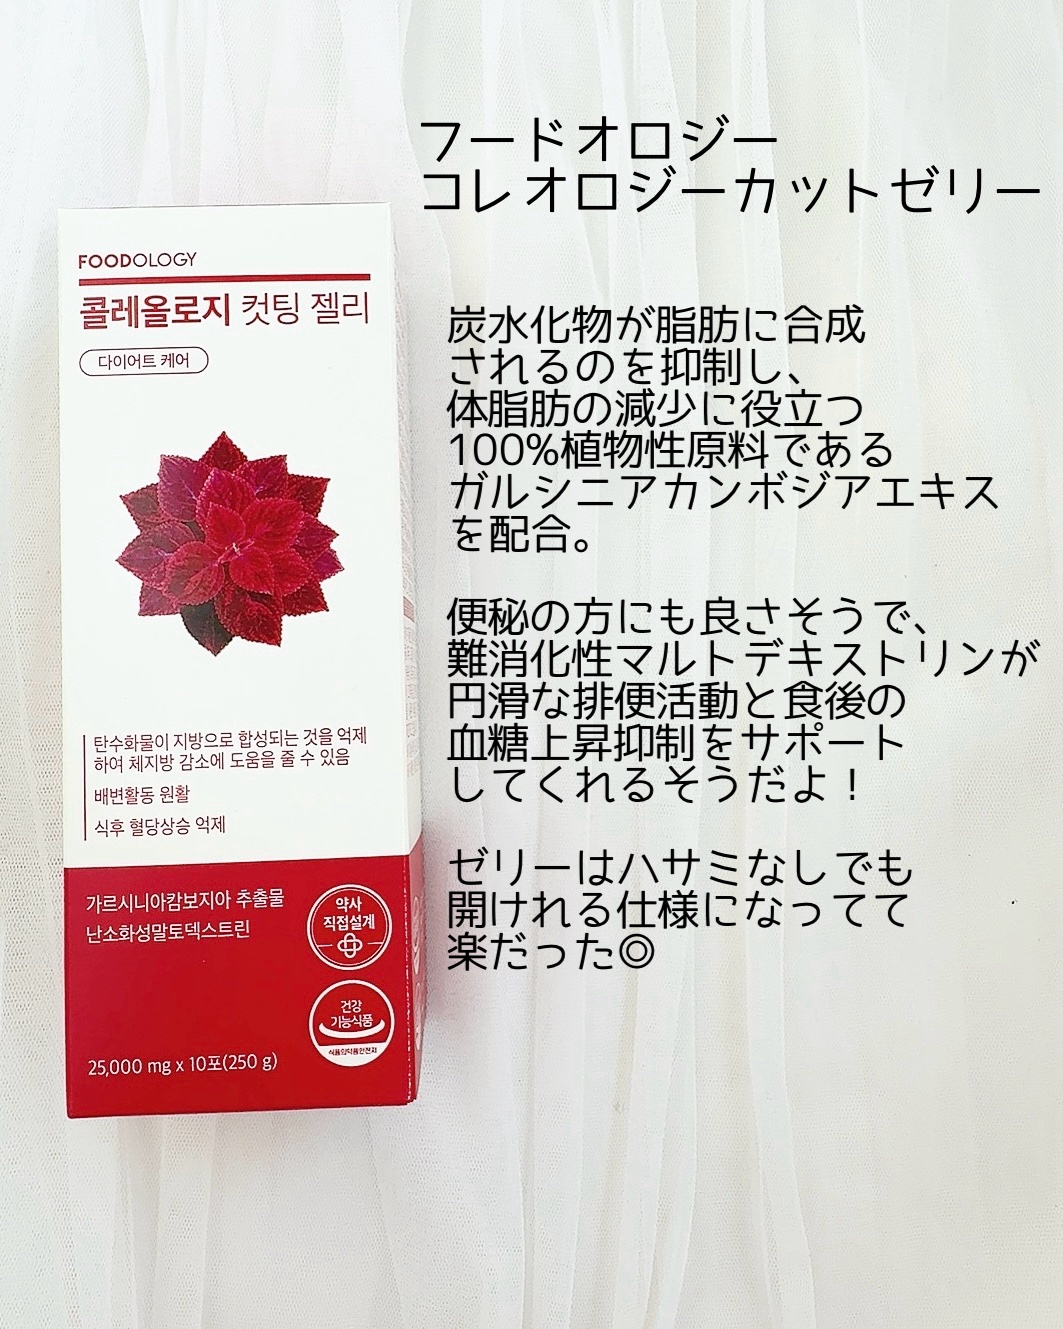 フードオロジー
コレオロジーカットゼリー
炭水化物が脂肪に合成
されるのを抑制し、
体脂肪の減少に役立つ
100%植物性原料である
ガルシニアカンボジアエキス
を配合。
便秘の方にも良さそうで、
難消化性マルトデキストリンが
円滑な排便活動と食後の
血糖上昇抑制をサポート
してくれるそうだよ！
ゼリーはハサミなしでも
開けれる仕様になってて
楽だった◎
FOODOLOGY
콜레올로지 컷팅 젤리
다이어트 케어
탄수화물이 지방으로 합성되는 것을 억제
하여 체지방 감소에 도움을 줄 수 있음
배변활동 원활
식후 혈당상승 억제
가르시니아캄보지아 추출물
난소화성말토덱스트린
약사
직접설계
건강
기능식품
식품의약품안전처
25,000 mg x 10포(250 g)